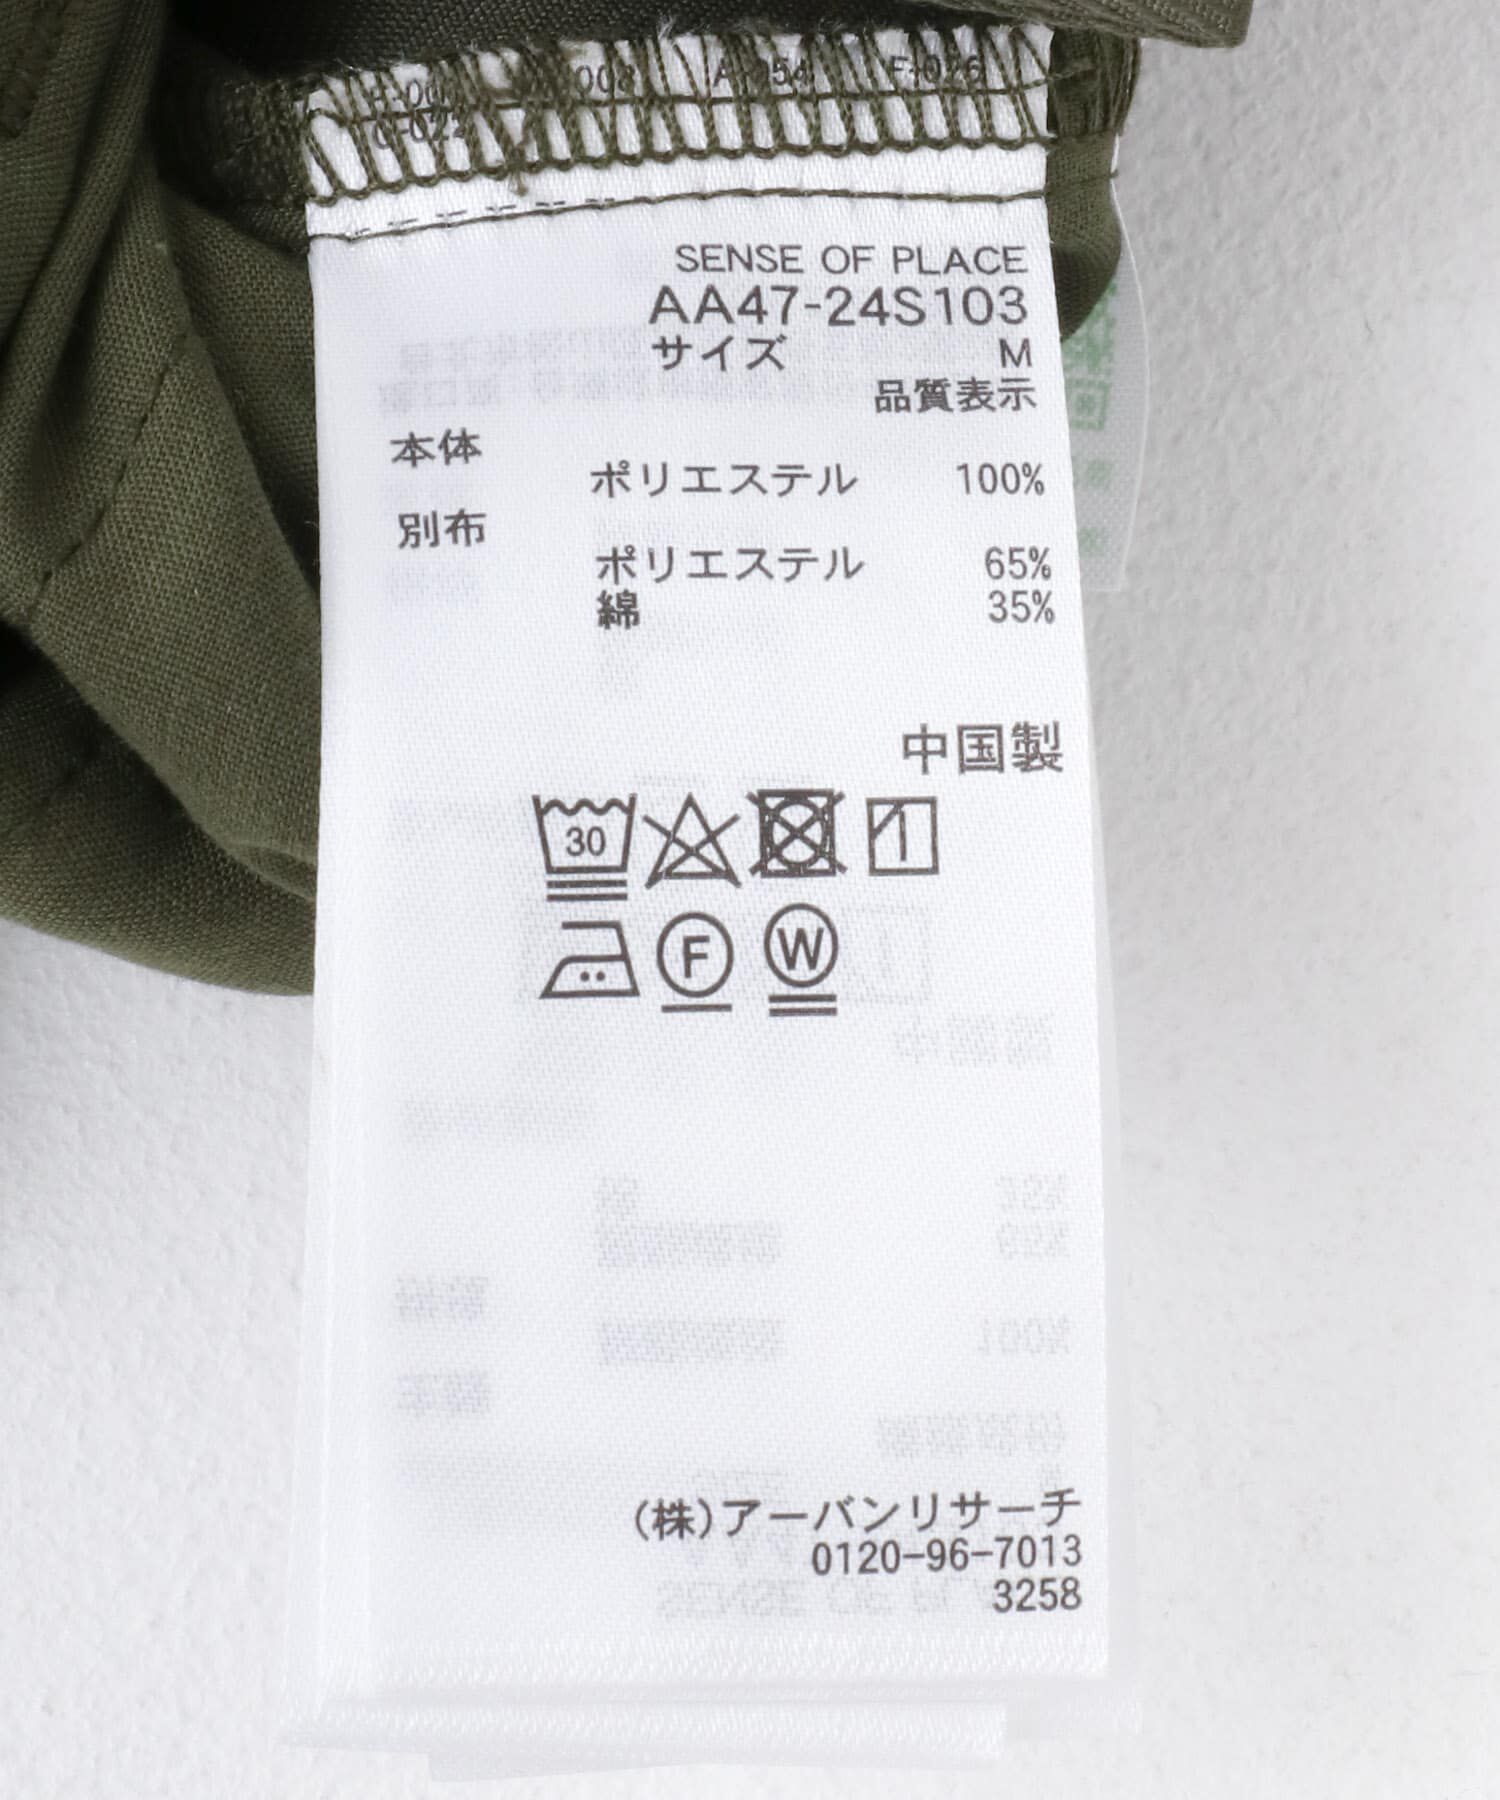 SENSE OF PLACE
AA47-24S103
サイズ M
品質表示
本体
ポリエステル 100%
別布
ポリエステル 65%
綿 35%
中国製
30
F W
(株)アーバンリサーチ
0120-96-7013
3258